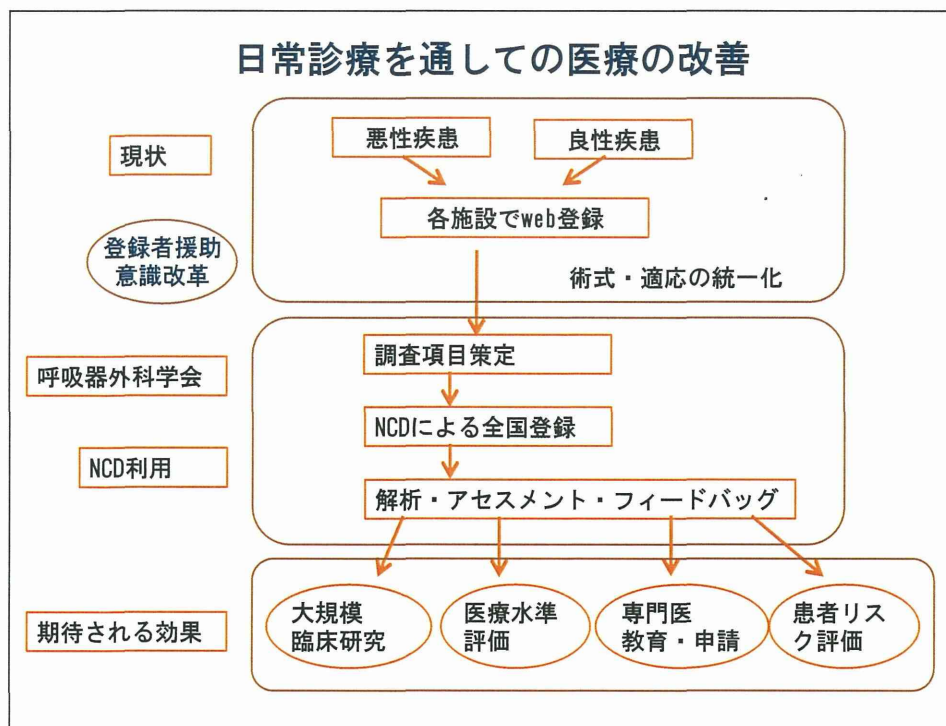 日常診療を通しての医療の改善
現状
悪性疾患
良性疾患
各施設でweb登録
登録者援助
意識改革
術式・適応の統一化
呼吸器外科学会
調査項目策定
NCDによる全国登録
NCD利用
解析・アセスメント・フィードバッグ
期待される効果
大規模
臨床研究
医療水準
評価
専門医
教育・申請
患者リス
ク評価